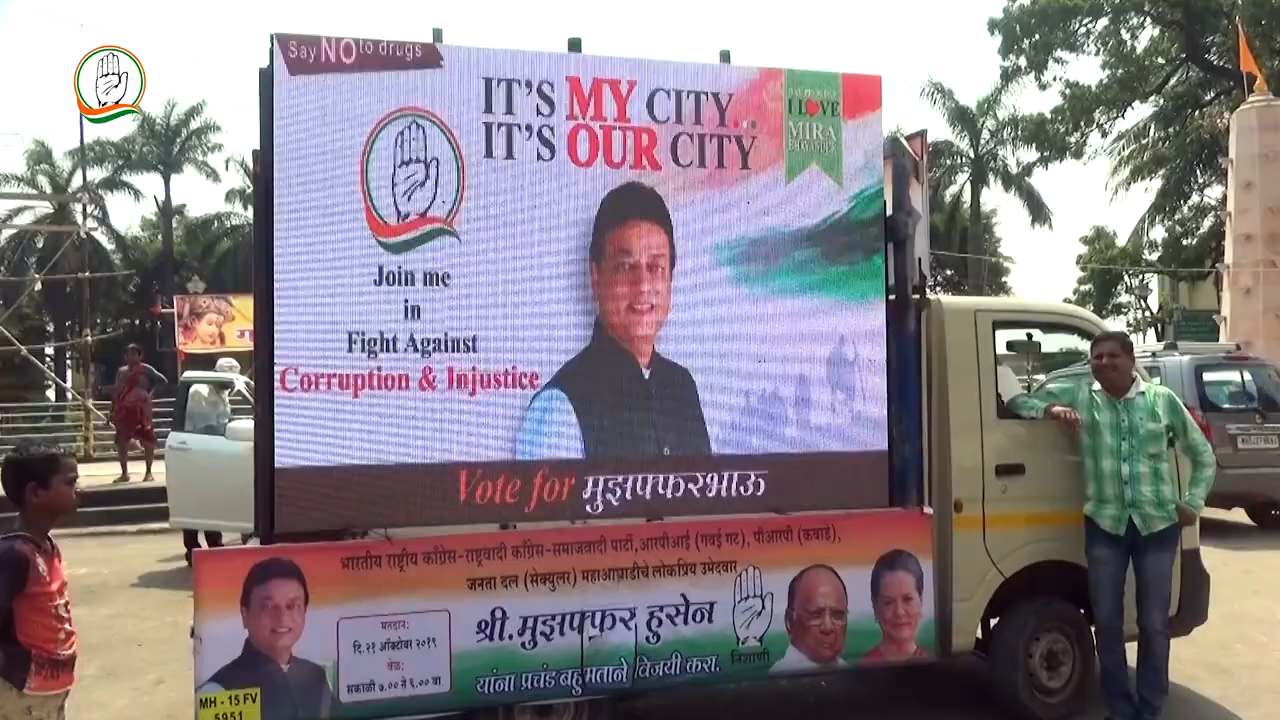 Say NO to drugs
IT'S MY CITY...
IT'S OUR CITY
I LOVE
MIRA
BHAYANDER
Join me
in
Fight Against
Corruption & Injustice
Vote for मुझफ्फरभाऊ
भारतीय राष्ट्रीय काँग्रेस-राष्ट्रवादी काँग्रेस-समाजवादी पार्टी,आरपीआई (गवई गट), पीआरपी (कवाडे),
जनता दल (सेक्युलर) महाआघाडीचे लोकप्रिय उमेदवार
श्री.मुझफ्फर हुसेन
यांना प्रचंड बहुमताने विजयी करा.
मतदान:
दि.२१ ऑक्टोबर २०१९
वेळ:
सकाळी ७.०० ते ६.०० वा.
निशाणी
MH - 15 FV
5951